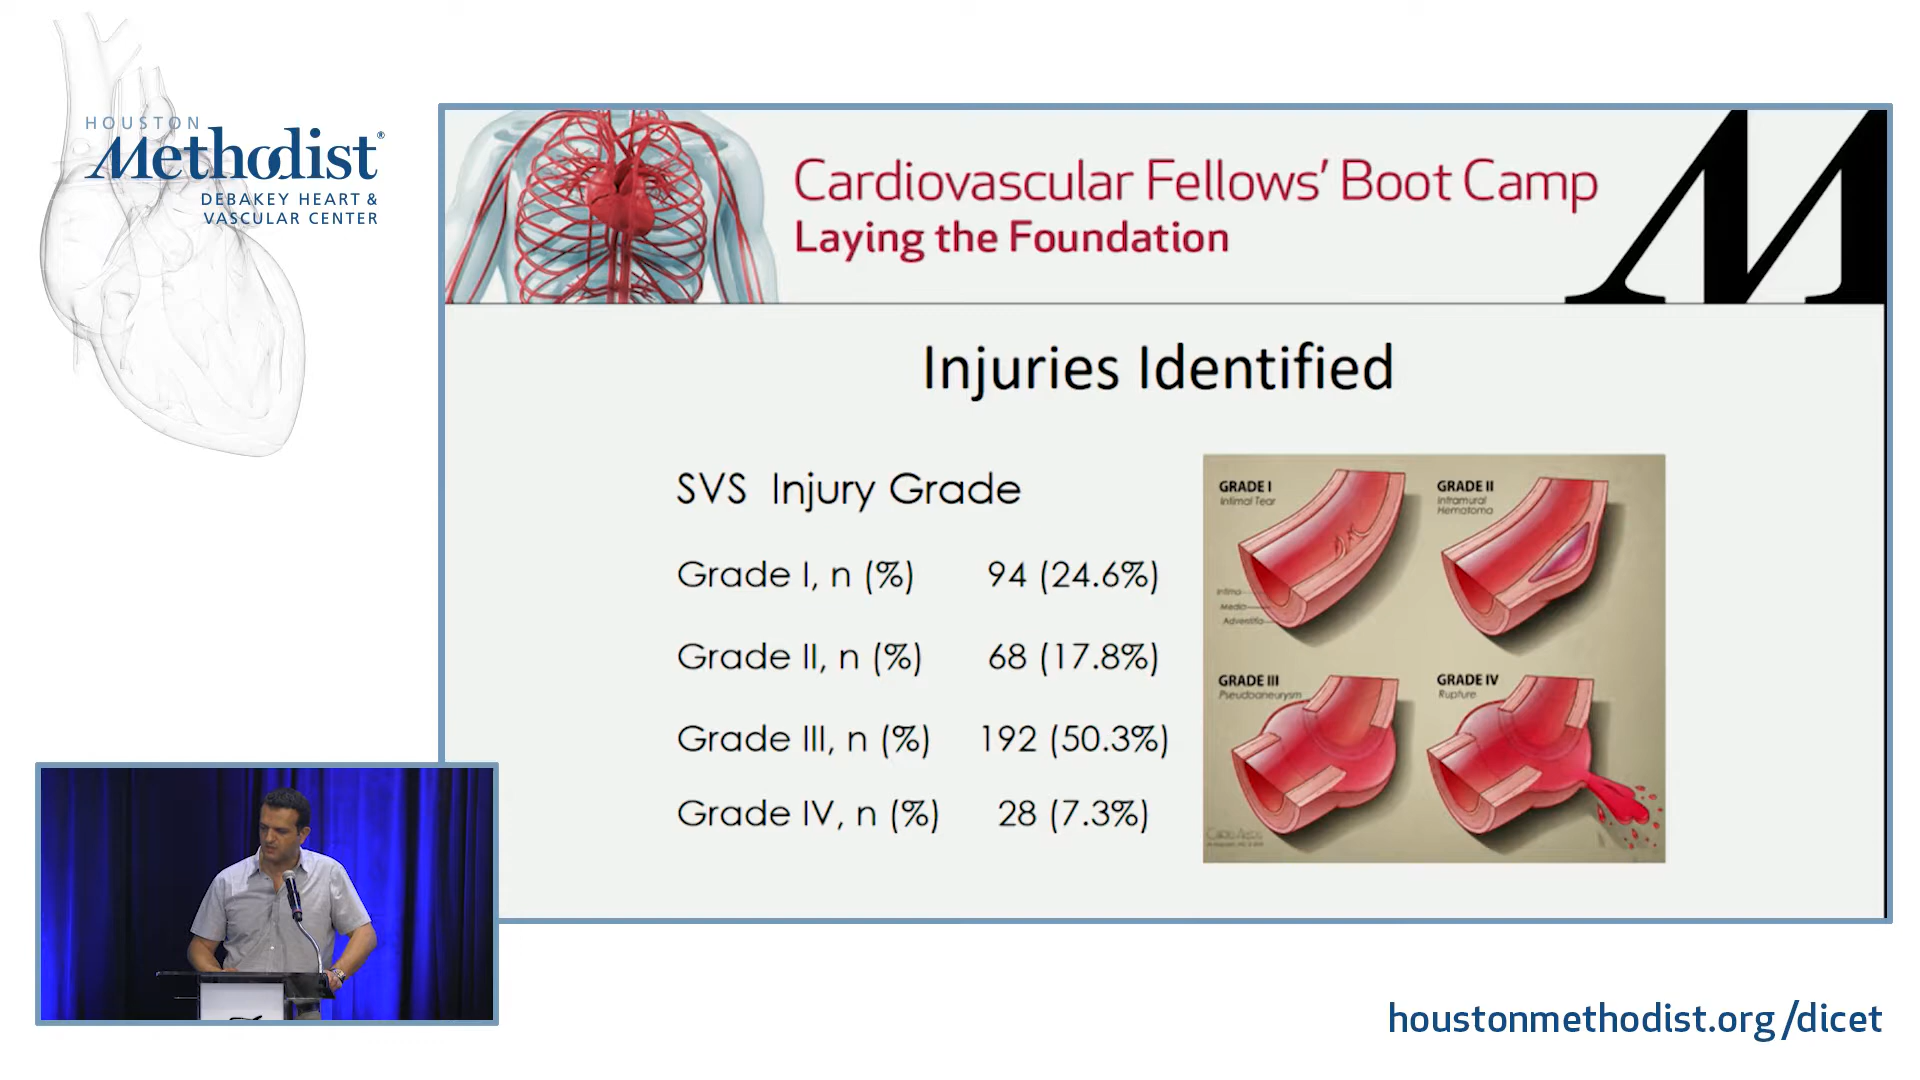 HOUSTON
Methodist®
DEBAKEY HEART &
VASCULAR CENTER
Cardiovascular Fellows' Boot Camp
Laying the Foundation
M
Injuries Identified
SVS Injury Grade
Grade I, n (%) 94 (24.6%)
Grade II, n (%) 68 (17.8%)
Grade III, n (%) 192 (50.3%)
Grade IV, n (%) 28 (7.3%)
GRADE I
Intimal Tear
Intima
Media
Adventitia
GRADE II
Intramural
Hematoma
GRADE III
Pseudoaneurysm
GRADE IV
Rupture
houstonmethodist.org/dicet